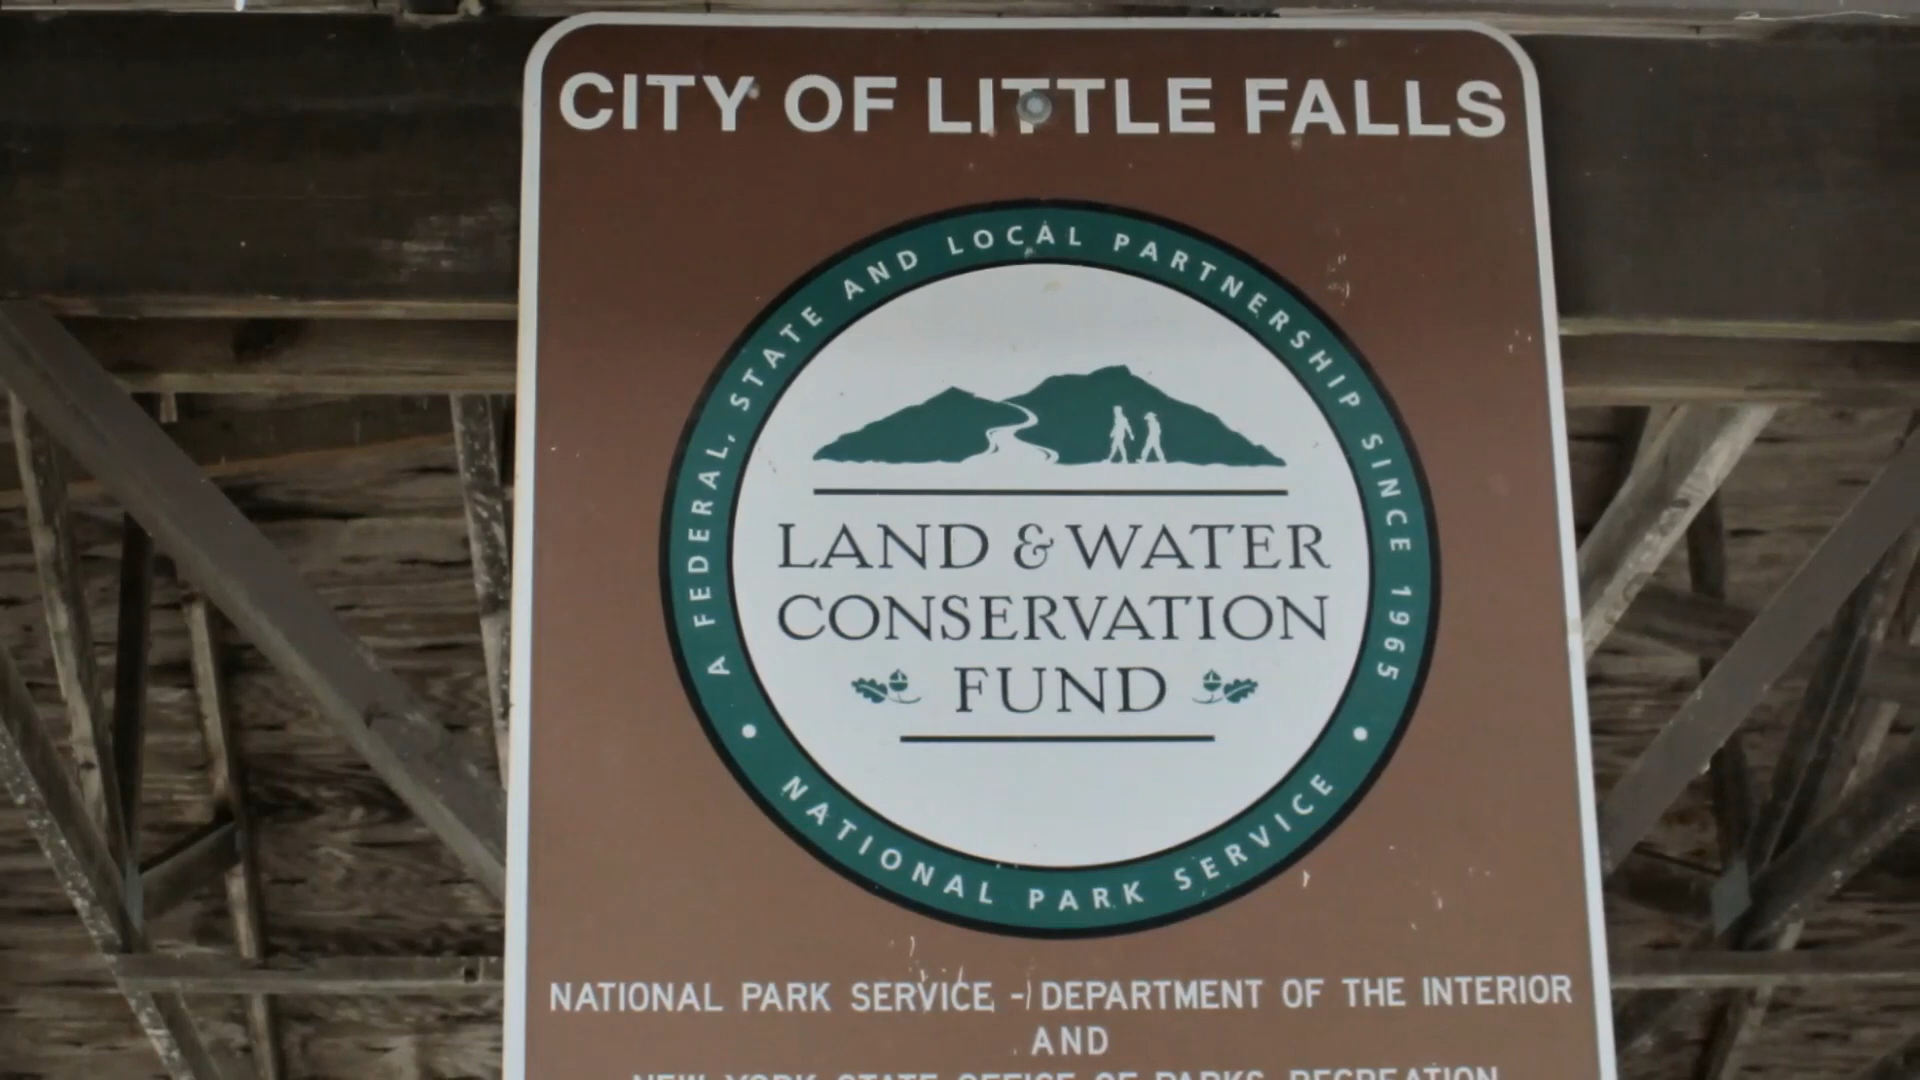 CITY OF LITTLE FALLS
A FEDERAL, STATE AND LOCAL PARTNERSHIP SINCE 1965
LAND & WATER
CONSERVATION
FUND
• NATIONAL PARK SERVICE •
NATIONAL PARK SERVICE - DEPARTMENT OF THE INTERIOR
AND
NEW YORK STATE OFFICE OF PARKS, RECREATION